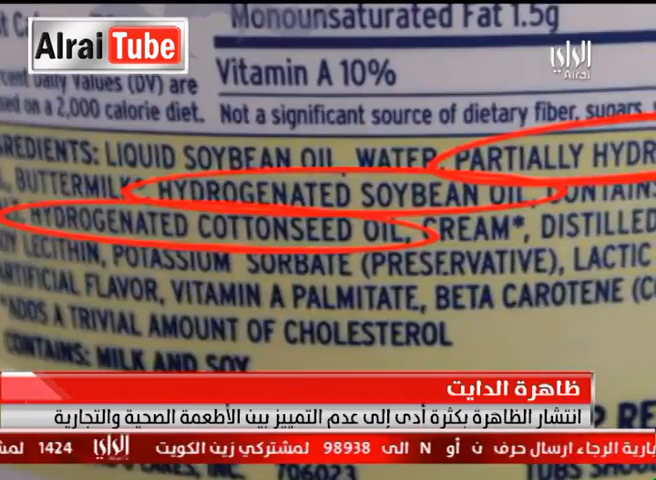 Monounsaturated Fat 1.5g
Alrai Tube
الراي
Alrai
Vitamin A 10%
Daily Values (DV) are
on a 2,000 calorie diet.
Not a significant source of dietary fiber, sugars,
LIQUID SOYBEAN OIL, WATER, PARTIALLY
BUTTERMILK, HYDROGENATED SOYBEAN OIL,
HYDROGENATED COTTONSEED OIL, CREAM*, DISTILLED
LECITHIN, POTASSIUM SORBATE (PRESERVATIVE), LACTIC
ARTIFICIAL FLAVOR, VITAMIN A PALMITATE, BETA CAROTENE
*ADDS A TRIVIAL AMOUNT OF CHOLESTEROL
CONTAINS: MILK AND SOY
ظاهرة الدايت
انتشار الظاهرة بكثرة أدى إلى عدم التمييز بين الأطعمة الصحية والتجارية
الرجاء ارسال حرف ن أو N الى 98938 لمشتركي زين الكويت الراي 1424
INC.
706023
TUBS